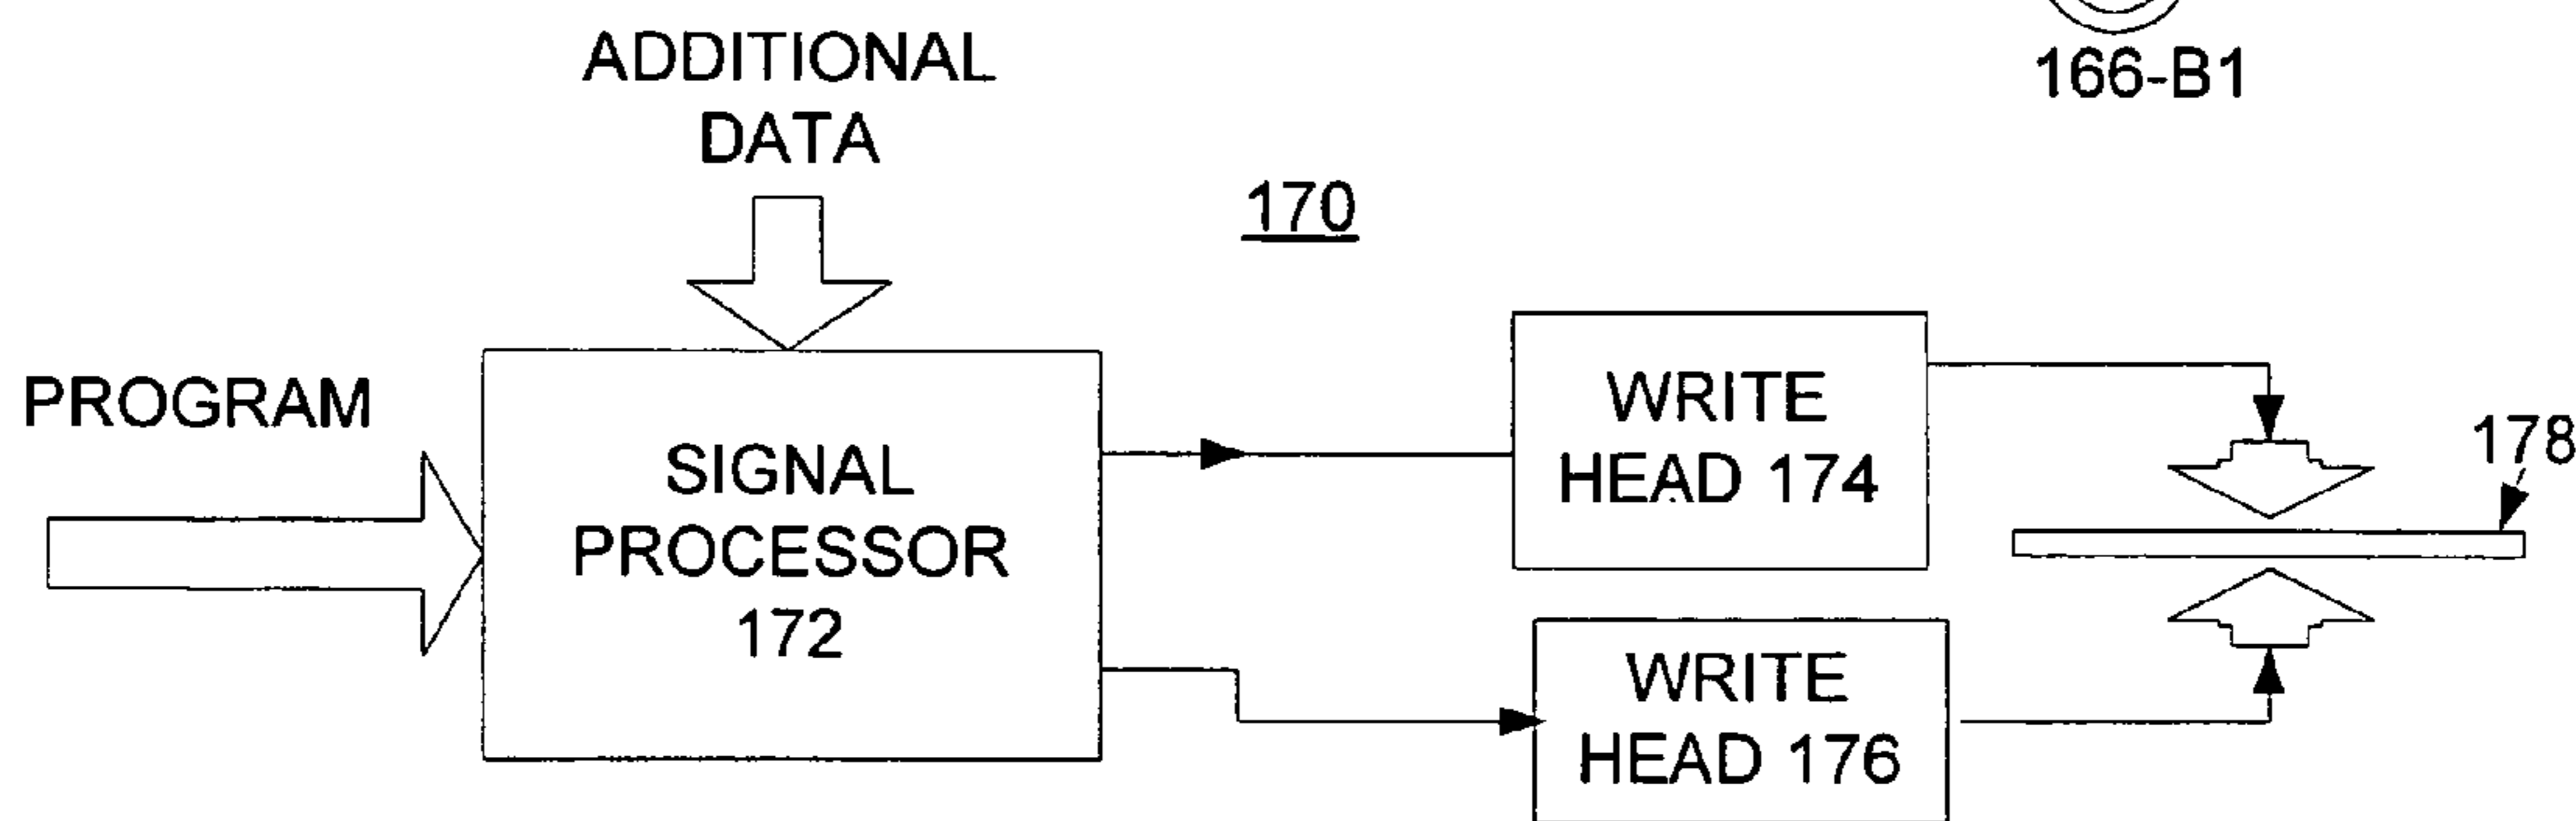 166-B1
ADDITIONAL
DATA
170
PROGRAM
SIGNAL
PROCESSOR
172
WRITE
HEAD 174
178
WRITE
HEAD 176